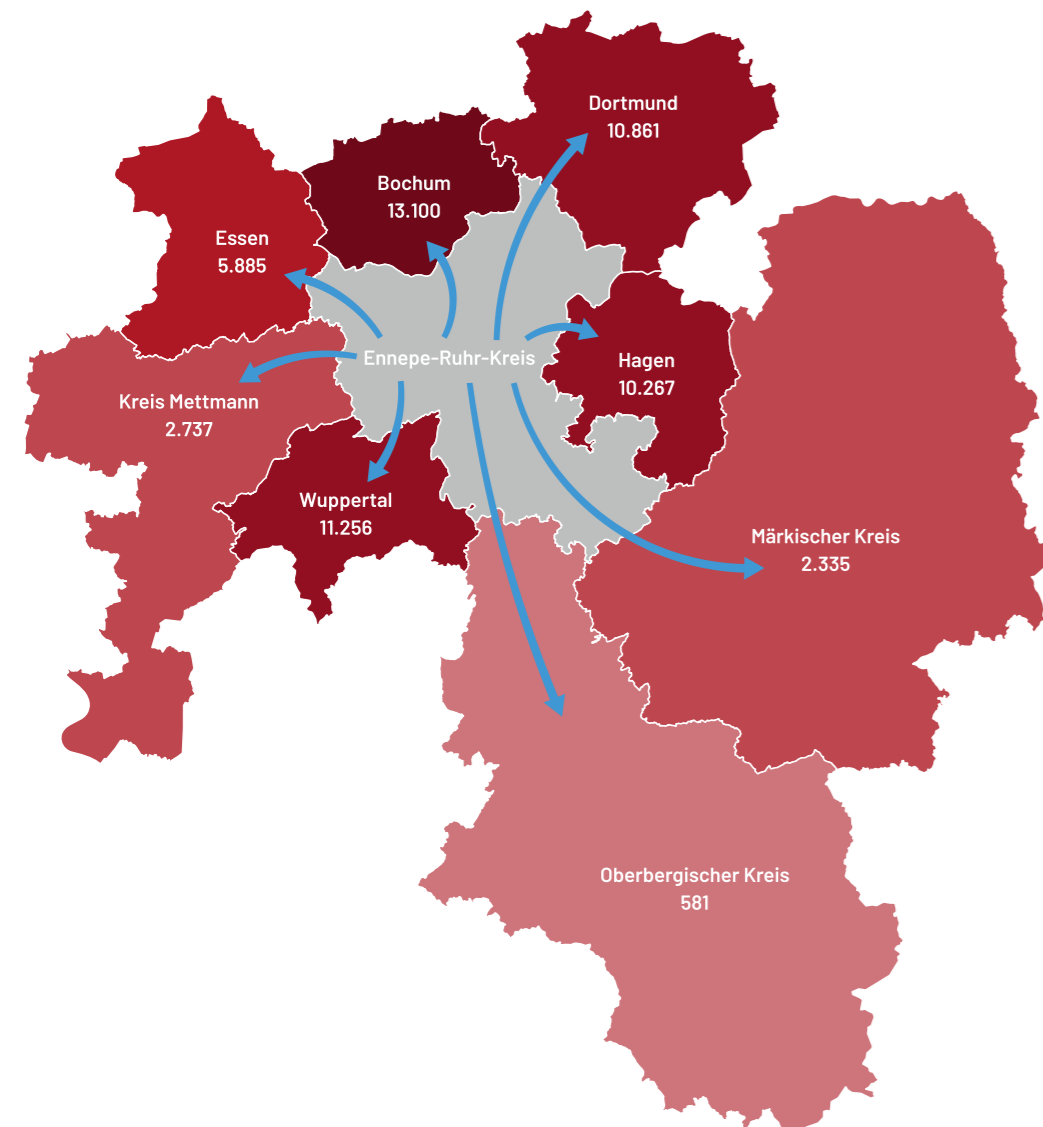 Dortmund
10.861
Bochum
13.100
Essen
5.885
Ennepe-Ruhr-Kreis
Hagen
10.267
Kreis Mettmann
2.737
Wuppertal
11.256
Märkischer Kreis
2.335
Oberbergischer Kreis
581